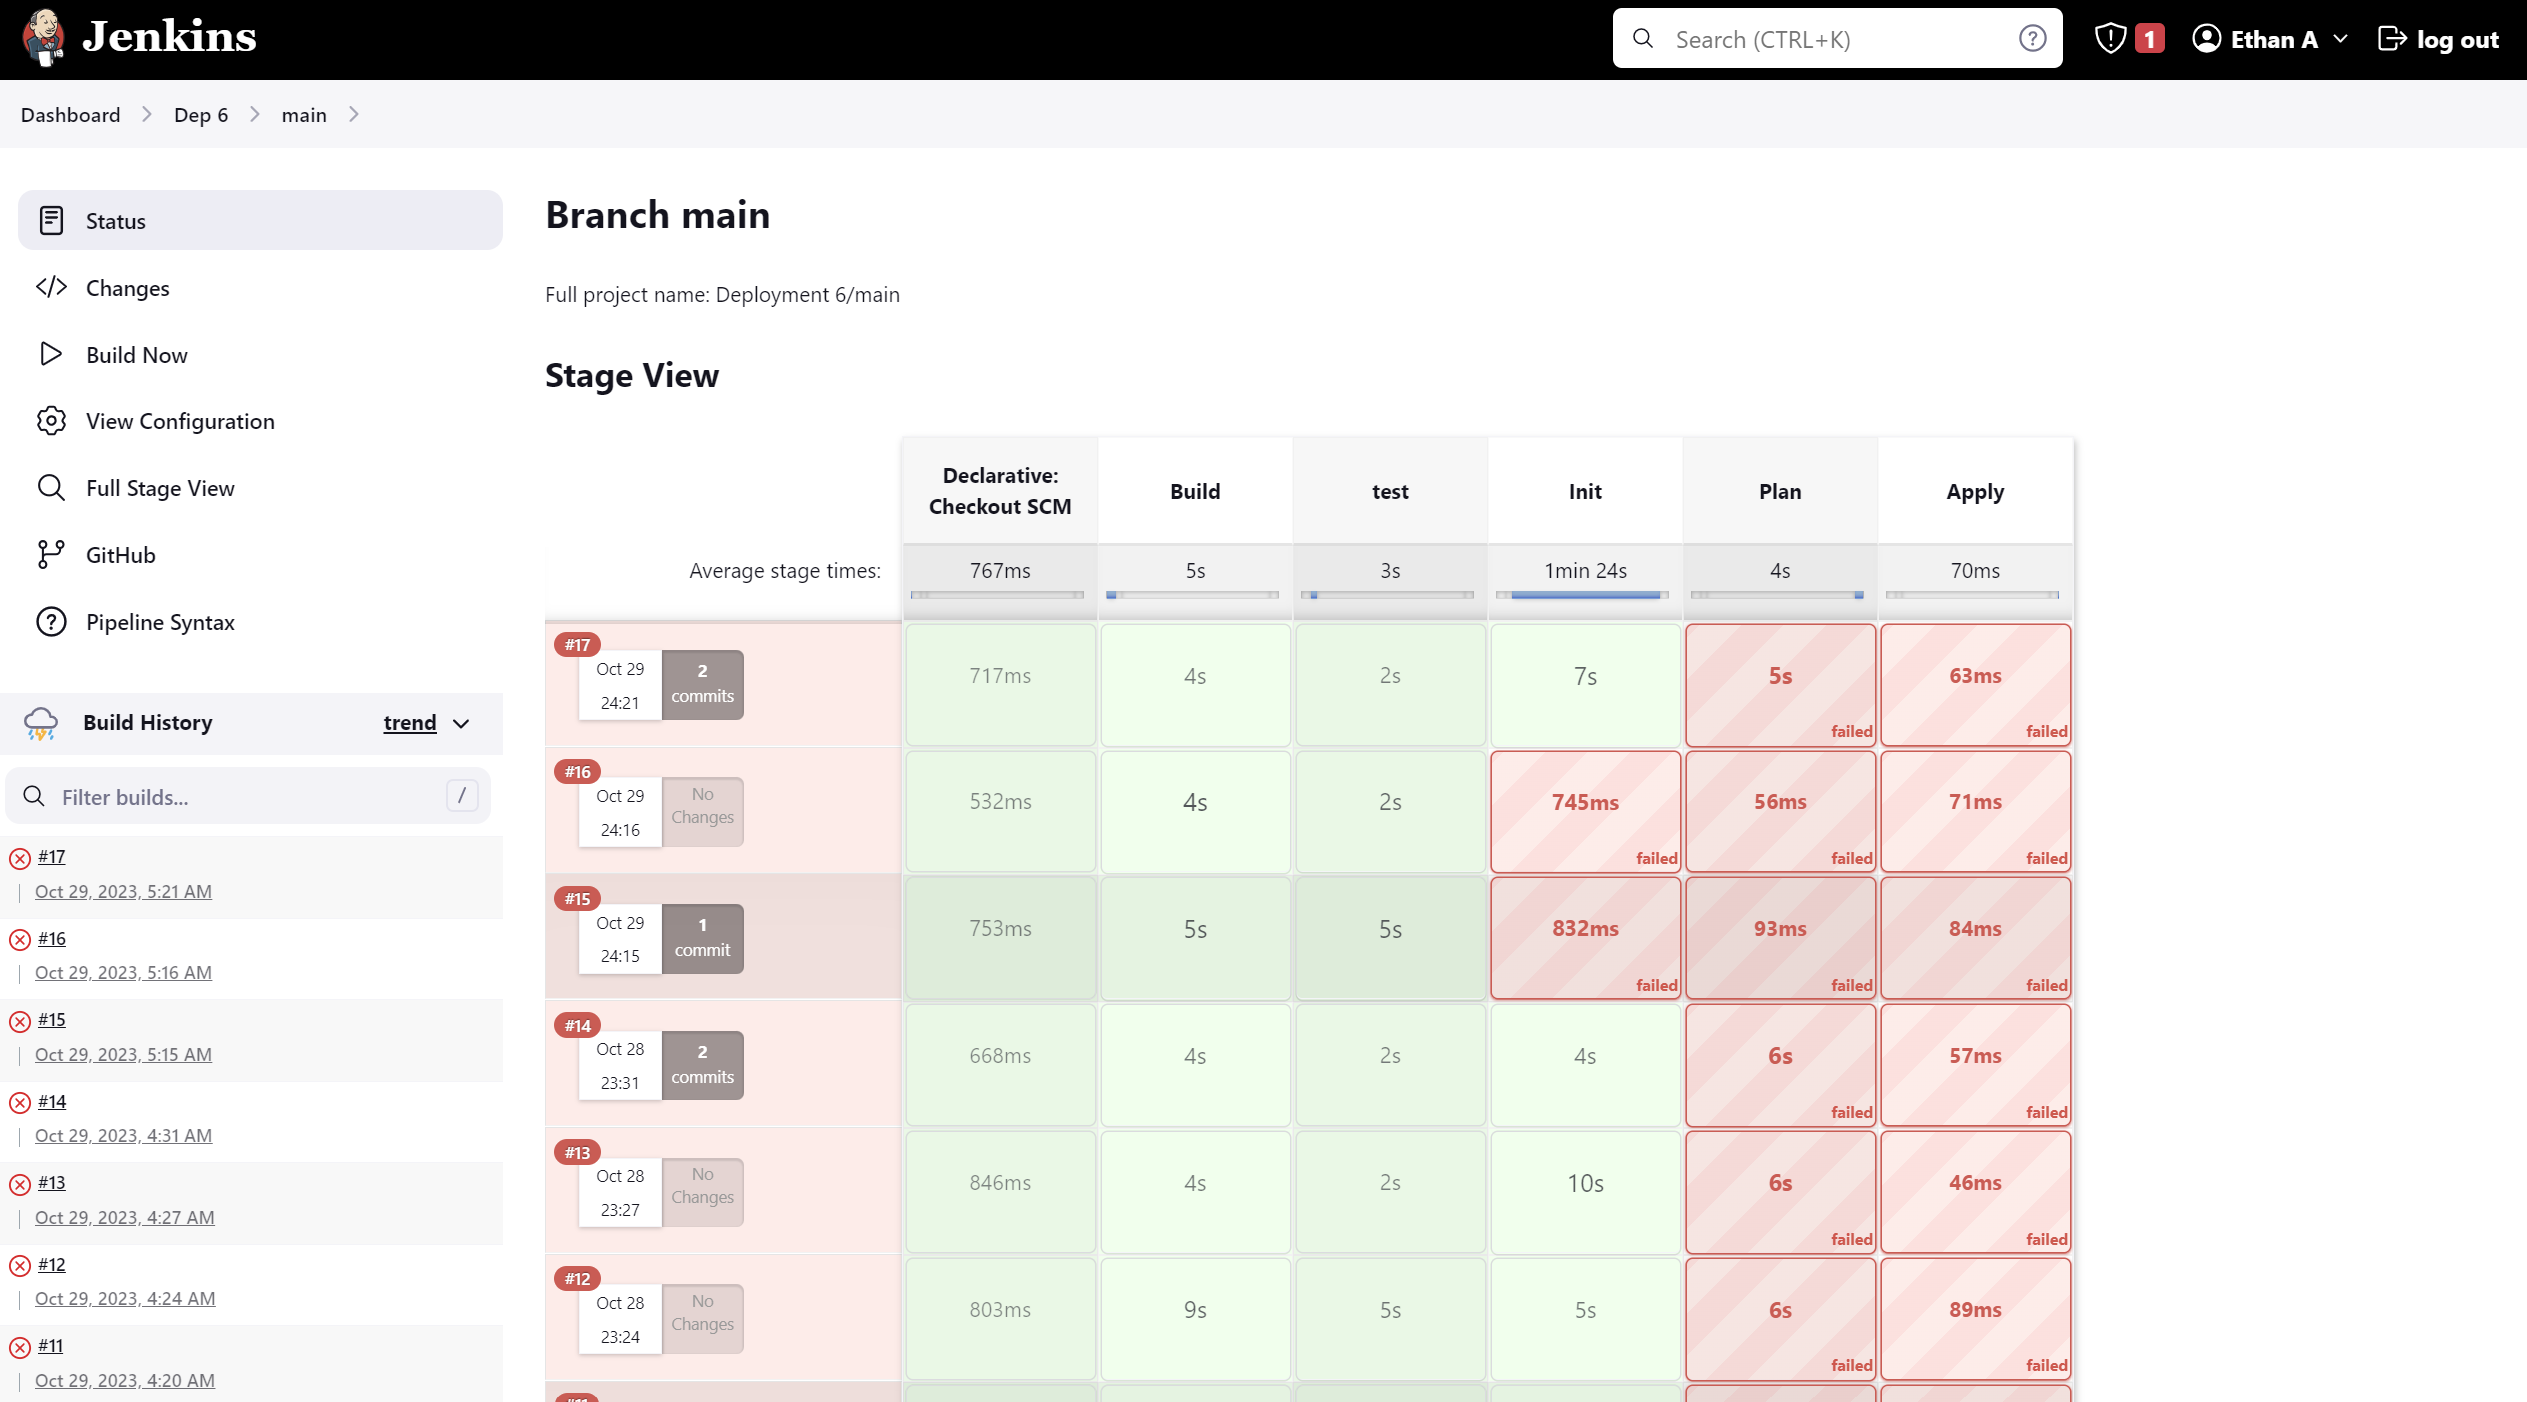 Jenkins
Search (CTRL+K)
?
1
Ethan A
log out
Dashboard
Dep 6
main
Status
Changes
Build Now
View Configuration
Full Stage View
GitHub
? Pipeline Syntax
Build History
trend
Filter builds...
/
#17
Oct 29, 2023, 5:21 AM
#16
Oct 29, 2023, 5:16 AM
#15
Oct 29, 2023, 5:15 AM
#14
Oct 29, 2023, 4:31 AM
#13
Oct 29, 2023, 4:27 AM
#12
Oct 29, 2023, 4:24 AM
#11
Oct 29, 2023, 4:20 AM
Branch main
Full project name: Deployment 6/main
Stage View
Declarative:
Checkout SCM
Build
test
Init
Plan
Apply
Average stage times:
767ms
5s
3s
1min 24s
4s
70ms
#17
Oct 29
24:21
2
commits
717ms
4s
2s
7s
5s
failed
63ms
failed
#16
Oct 29
24:16
No
Changes
532ms
4s
2s
745ms
failed
56ms
failed
71ms
failed
#15
Oct 29
24:15
1
commit
753ms
5s
5s
832ms
failed
93ms
failed
84ms
failed
#14
Oct 28
23:31
2
commits
668ms
4s
2s
4s
6s
failed
57ms
failed
#13
Oct 28
23:27
No
Changes
846ms
4s
2s
10s
6s
failed
46ms
failed
#12
Oct 28
23:24
No
Changes
803ms
9s
5s
5s
6s
failed
89ms
failed